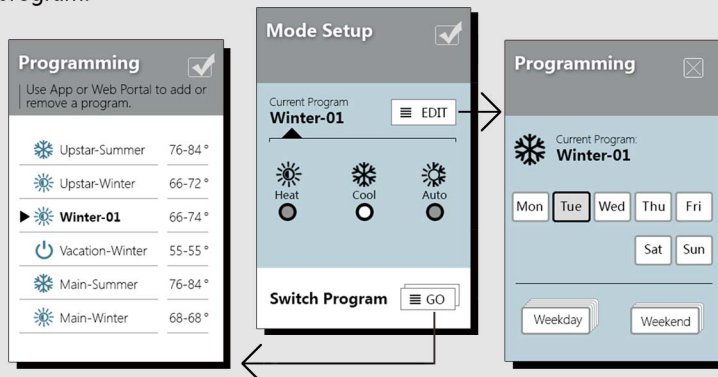 program.
Programming
Use App or Web Portal to add or
remove a program.
Upstar-Summer 76-84 °
Upstar-Winter 66-72 °
Winter-01 66-74 °
Vacation-Winter 55-55 °
Main-Summer 76-84 °
Main-Winter 68-68 °
Mode Setup
Current Program
Winter-01
EDIT
Heat Cool Auto
Switch Program GO
Programming
Current Program:
Winter-01
Mon Tue Wed Thu Fri
Sat Sun
Weekday Weekend